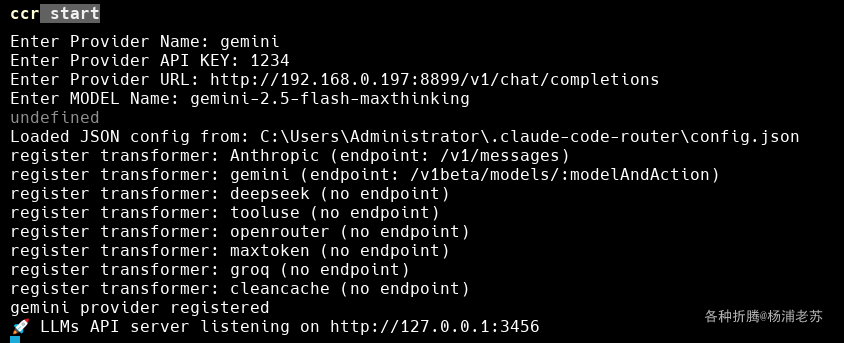 ccr start
Enter Provider Name: gemini
Enter Provider API KEY: 1234
Enter Provider URL: http://192.168.0.197:8899/v1/chat/completions
Enter MODEL Name: gemini-2.5-flash-maxthinking
undefined
Loaded JSON config from: C:\Users\Administrator\.claude-code-router\config.json
register transformer: Anthropic (endpoint: /v1/messages)
register transformer: gemini (endpoint: /v1beta/models/:modelAndAction)
register transformer: deepseek (no endpoint)
register transformer: tooluse (no endpoint)
register transformer: openrouter (no endpoint)
register transformer: maxtoken (no endpoint)
register transformer: groq (no endpoint)
register transformer: cleancache (no endpoint)
gemini provider registered
🚀 LLMs API server listening on http://127.0.0.1:3456
各种折腾@杨浦老苏